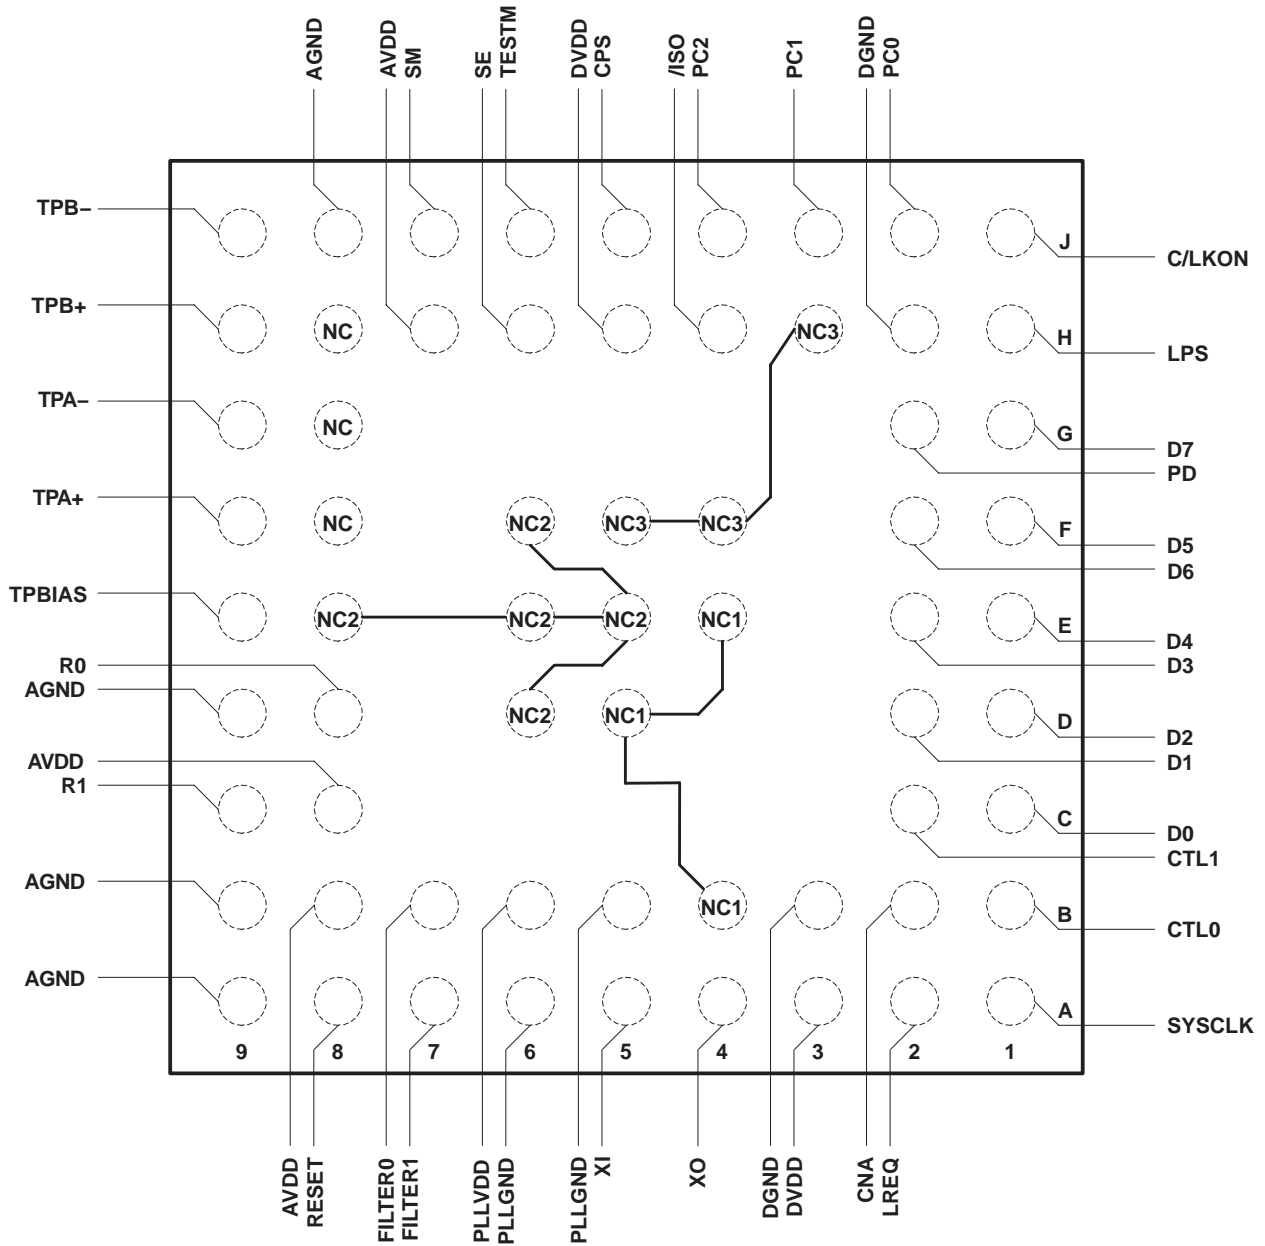 AGND
AVDD
SM
SE
TESTM
DVDD
CPS
/ISO
PC2
PC1
DGND
PC0
TPB–
J
C/LKON
TPB+
NC
NC3
H
LPS
TPA–
NC
G
D7
PD
TPA+
NC
NC2
NC3
NC3
F
D5
D6
TPBIAS
NC2
NC2
NC2
NC1
E
D4
D3
R0
AGND
NC2
NC1
D
D2
D1
AVDD
R1
C
D0
CTL1
AGND
NC1
B
CTL0
AGND
A
SYSCLK
9 8 7 6 5 4 3 2 1
AVDD
RESET
FILTER0
FILTER1
PLLVDD
PLLGND
PLLGND
XI
XO
DGND
DVDD
CNA
LREQ